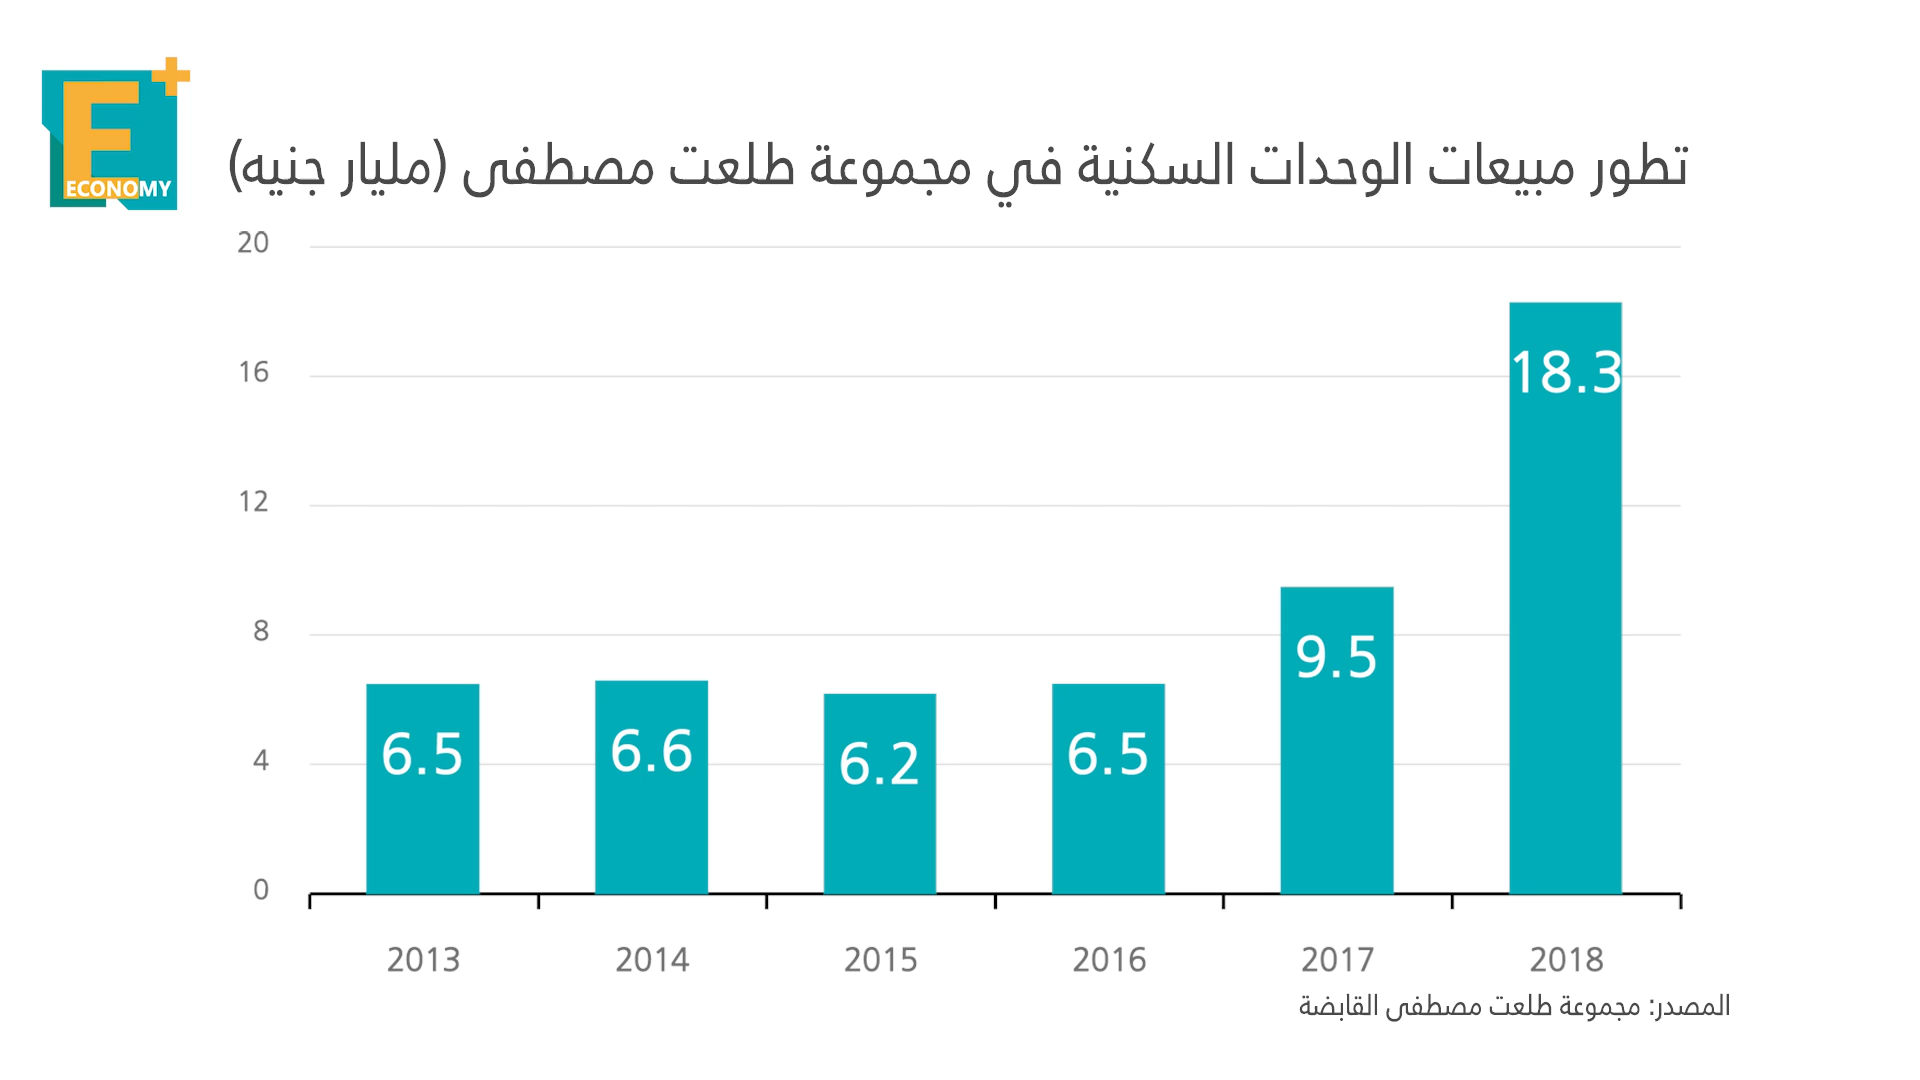 E+
ECONOMY
تطور مبيعات الوحدات السكنية في مجموعة طلعت مصطفى (مليار جنيه)
20
16
12
8
4
0
6.5
6.6
6.2
6.5
9.5
18.3
2013 2014 2015 2016 2017 2018
المصدر: مجموعة طلعت مصطفى القابضة